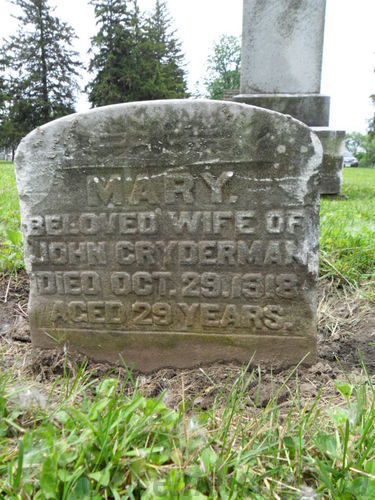 MARY.
BELOVED WIFE OF
JOHN CRYDERMAN
DIED OCT. 29, 1918
AGED 29 YEARS.